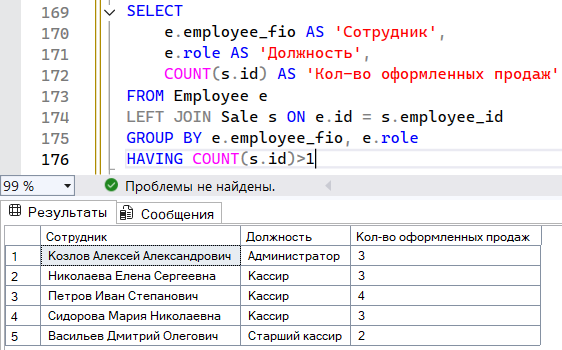 169 SELECT
170 e.employee_fio AS 'Сотрудник',
171 e.role AS 'Должность',
172 COUNT(s.id) AS 'Кол-во оформленных продаж'
173 FROM Employee e
174 LEFT JOIN Sale s ON e.id = s.employee_id
175 GROUP BY e.employee_fio, e.role
176 HAVING COUNT(s.id)>1
99 % Проблемы не найдены.
Результаты Сообщения
Сотрудник Должность Кол-во оформленных продаж
1 Козлов Алексей Александрович Администратор 3
2 Николаева Елена Сергеевна Кассир 3
3 Петров Иван Степанович Кассир 4
4 Сидорова Мария Николаевна Кассир 3
5 Васильев Дмитрий Олегович Старший кассир 2